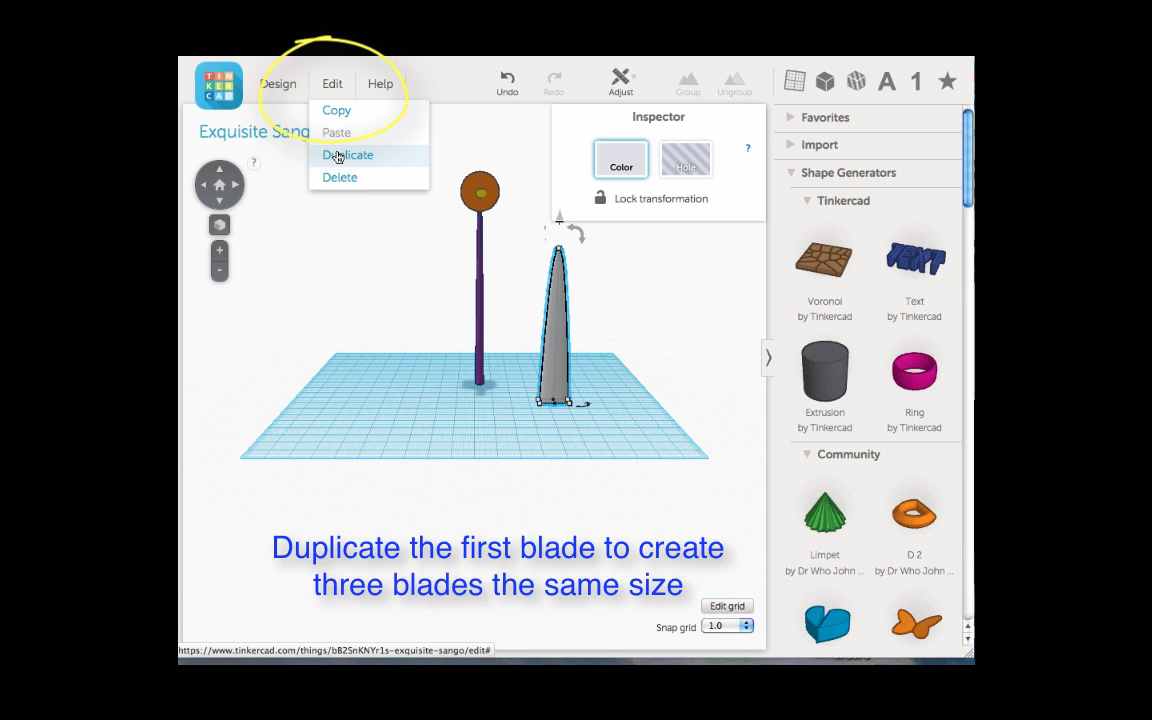 TIN
KER
CAD
Design Edit Help
Undo Redo Adjust Group Ungroup
A 1
Copy
Paste
Duplicate
Delete
Exquisite Sang
?
+
-
Inspector
Color Hole
?
Lock transformation
Favorites
Import
Shape Generators
Tinkercad
Voronoi Text
by Tinkercad by Tinkercad
Extrusion Ring
by Tinkercad by Tinkercad
Community
Limpet D 2
by Dr Who John ... by Dr Who John ...
Duplicate the first blade to create
three blades the same size
Edit grid
Snap grid 1.0
https://www.tinkercad.com/things/bB2SnKNYr1s-exquisite-sango/edit#